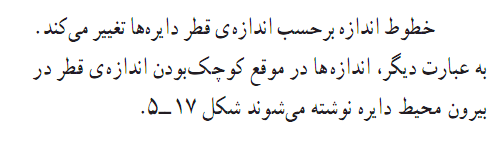 خطوط اندازه برحسب اندازه‌ی قطر دایره‌ها تغییر می‌کند.
به عبارت دیگر، اندازه‌ها در موقع کوچک‌بودن اندازه‌ی قطر در
بیرون محیط دایره نوشته می‌شوند شکل ۱۷ــ۵.